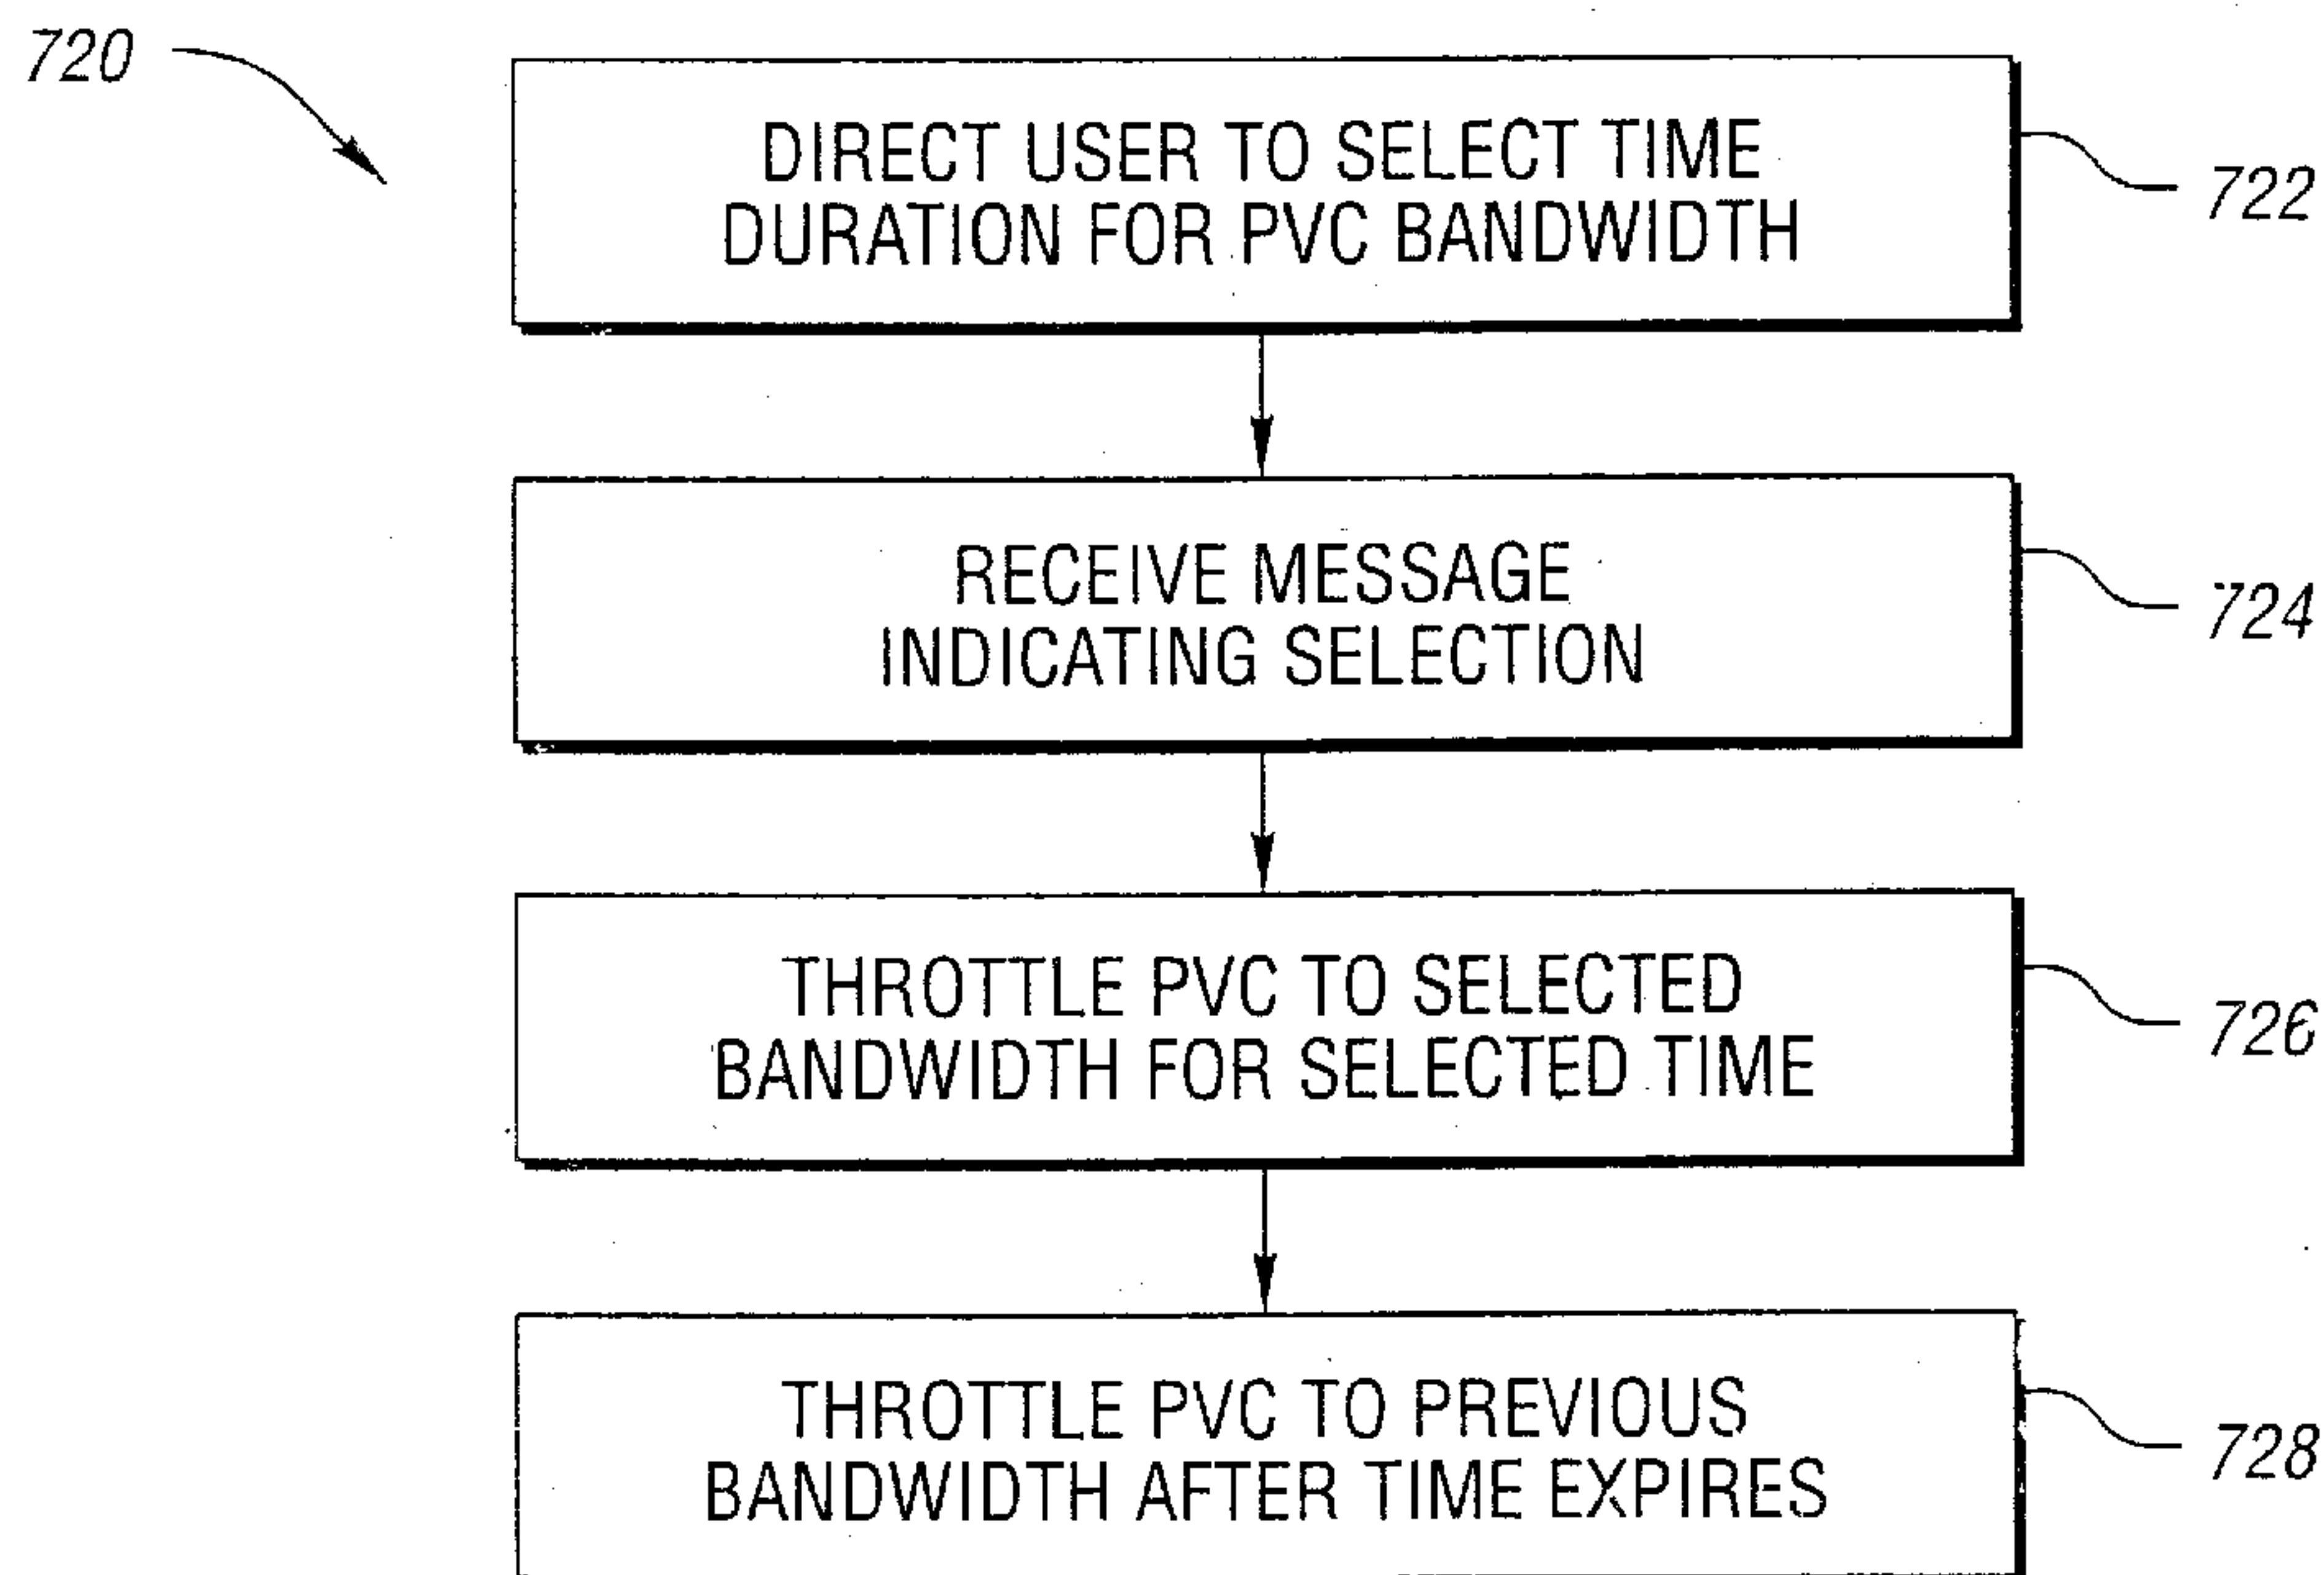 720
DIRECT USER TO SELECT TIME
DURATION FOR PVC BANDWIDTH
722
RECEIVE MESSAGE
INDICATING SELECTION
724
THROTTLE PVC TO SELECTED
BANDWIDTH FOR SELECTED TIME
726
THROTTLE PVC TO PREVIOUS
BANDWIDTH AFTER TIME EXPIRES
728